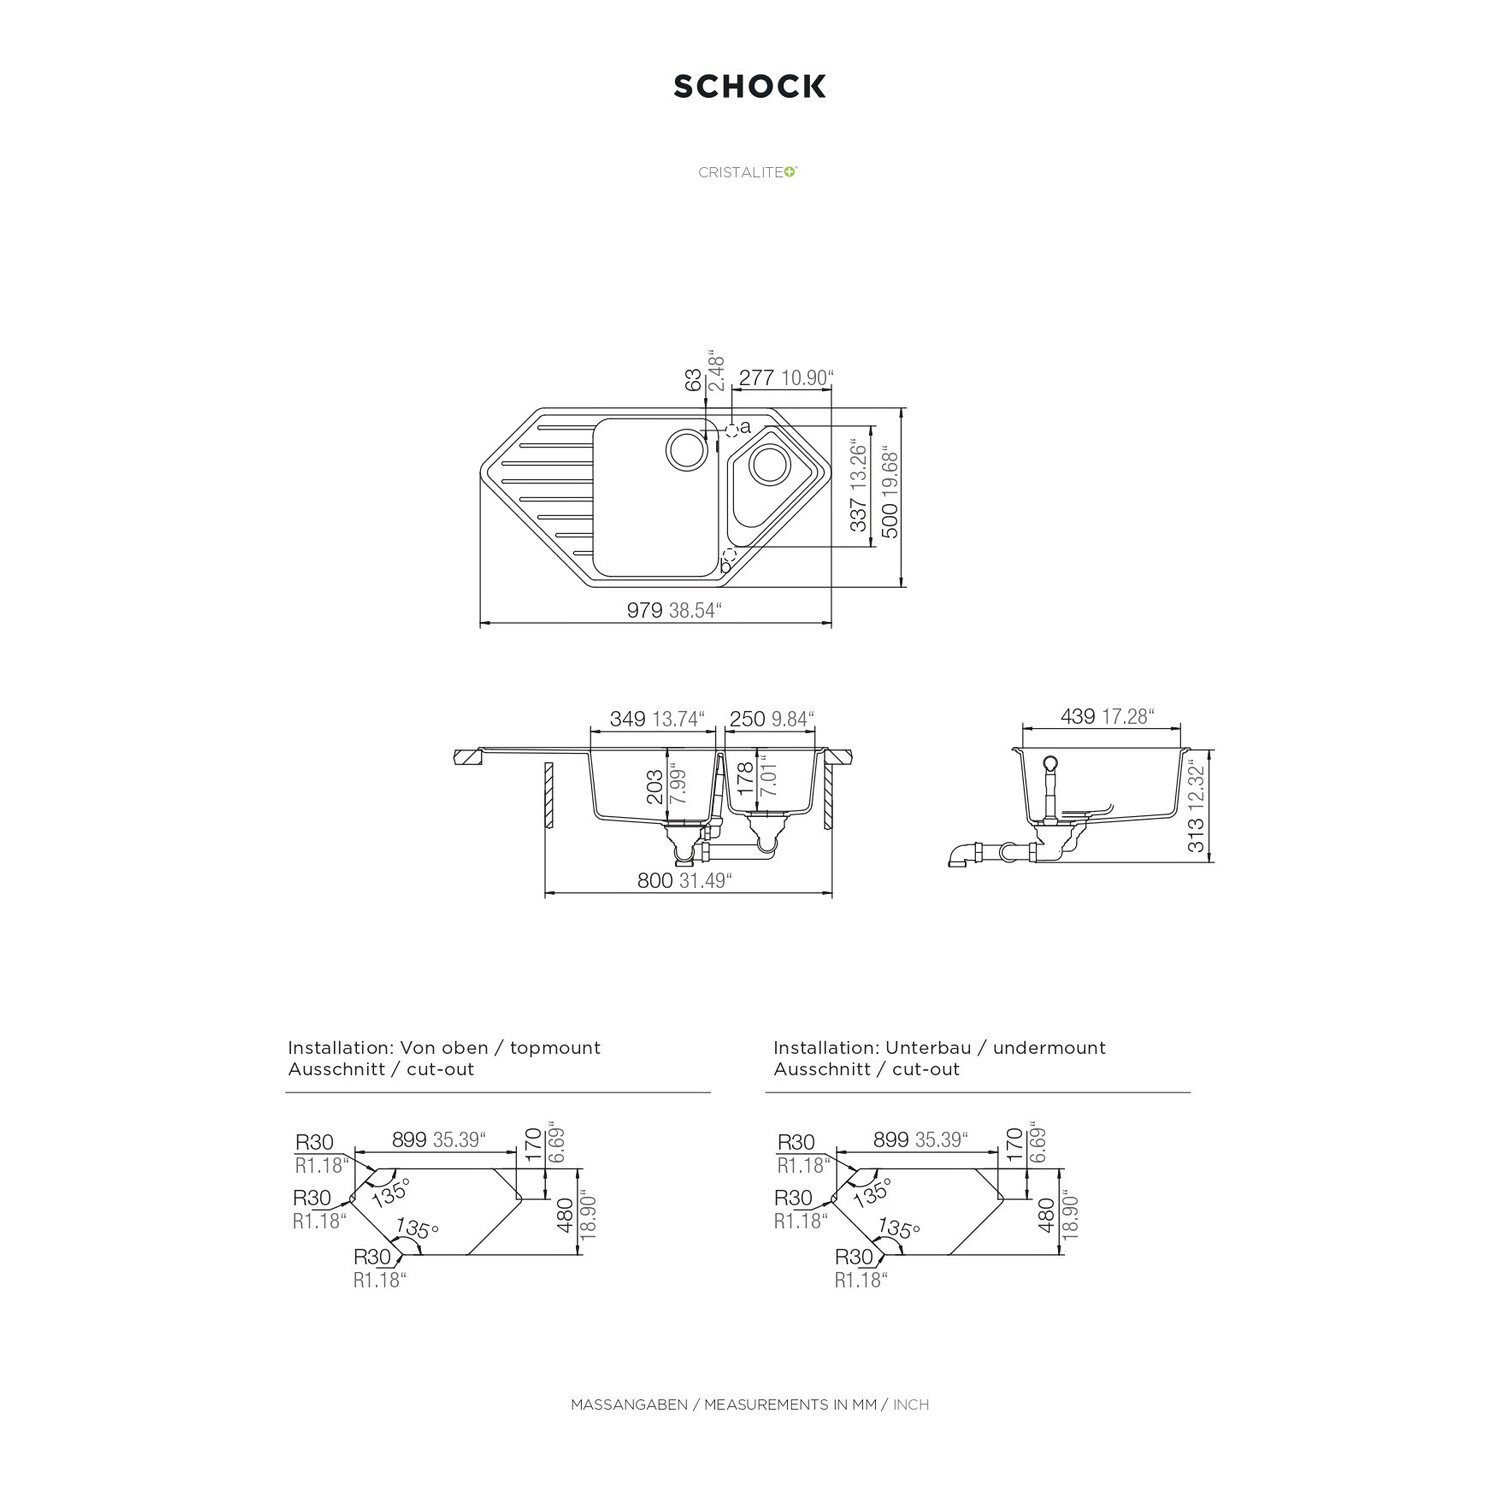 SCHOCK
CRISTALITE+
63 2.48“
277 10.90“
a
337 13.26“
500 19.68“
b
979 38.54“
349 13.74“ 250 9.84“
203 7.99“
178 7.01“
800 31.49“
439 17.28“
313 12.32“
Installation: Von oben / topmount
Ausschnitt / cut-out
R30
R1.18“
899 35.39“
170 6.69“
R30
R1.18“
135°
135°
480 18.90“
R30
R1.18“
Installation: Unterbau / undermount
Ausschnitt / cut-out
R30
R1.18“
899 35.39“
170 6.69“
R30
R1.18“
135°
135°
480 18.90“
R30
R1.18“
MASSANGABEN / MEASUREMENTS IN MM / INCH